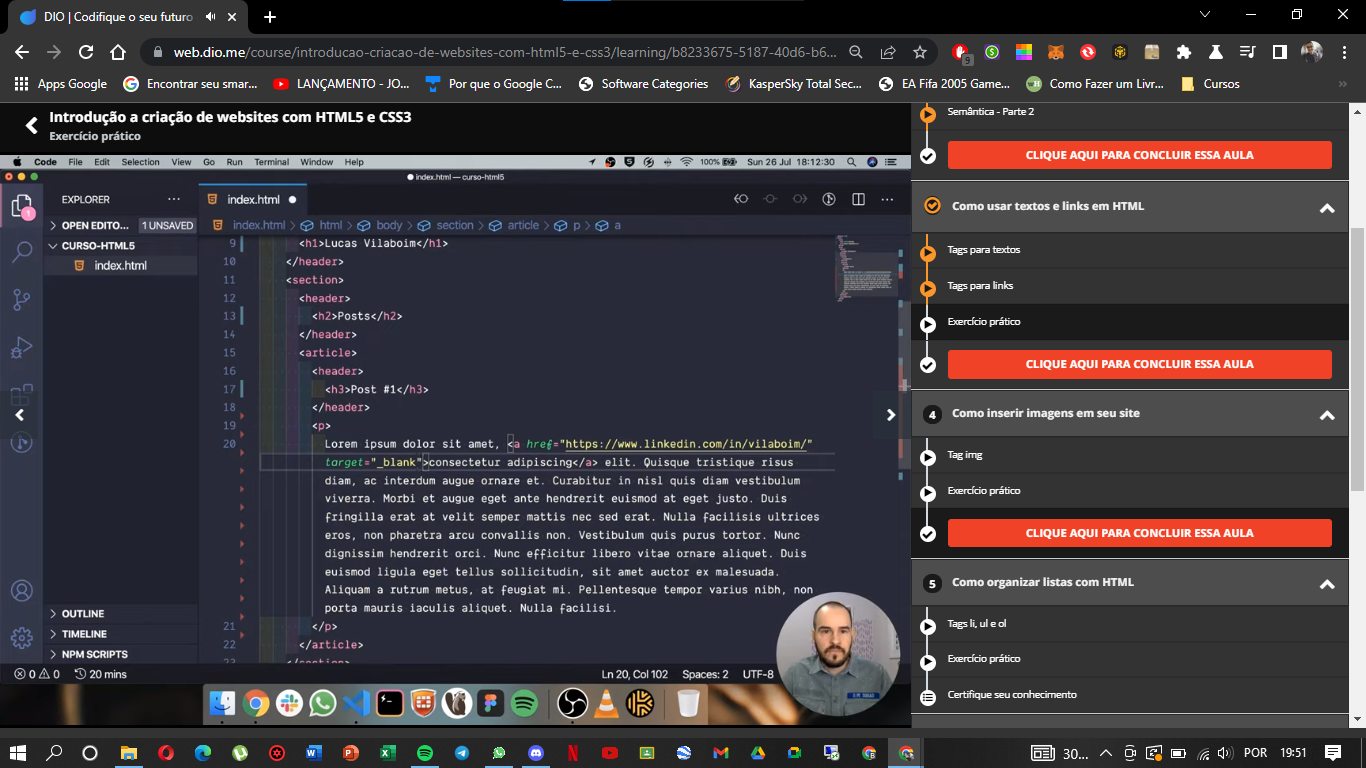 DIO | Codifique o seu futuro
web.dio.me/course/introducao-criacao-de-websites-com-html5-e-css3/learning/b8233675-5187-40d6-b6...
9
Apps Google
Encontrar seu smar...
LANÇAMENTO - JO...
Por que o Google C...
Software Categories
KasperSky Total Sec...
EA Fifa 2005 Game...
Como Fazer um Livr...
Cursos
Introdução a criação de websites com HTML5 e CSS3
Exercício prático
Code File Edit Selection View Go Run Terminal Window Help
100% Sun 26 Jul 18:12:30
index.html — curso-html5
EXPLORER
index.html
OPEN EDITO... 1 UNSAVED
index.html > html > body > section > article > p > a
CURSO-HTML5
index.html
1
9 <h1>Lucas Vilaboim</h1>
10 </header>
11 <section>
12 <header>
13 <h2>Posts</h2>
14 </header>
15 <article>
16 <header>
17 <h3>Post #1</h3>
18 </header>
19 <p>
20 Lorem ipsum dolor sit amet, <a href="https://www.linkedin.com/in/vilaboim/"
target="_blank">consectetur adipiscing</a> elit. Quisque tristique risus
diam, ac interdum augue ornare et. Curabitur in nisl quis diam vestibulum
viverra. Morbi et augue eget ante hendrerit euismod at eget justo. Duis
fringilla erat at velit semper mattis nec sed erat. Nulla facilisis ultrices
eros, non pharetra arcu convallis non. Vestibulum quis purus tortor. Nunc
dignissim hendrerit orci. Nunc efficitur libero vitae ornare aliquet. Duis
euismod ligula eget tellus sollicitudin, sit amet auctor ex malesuada.
Aliquam a rutrum metus, at feugiat mi. Pellentesque tempor varius nibh, non
porta mauris iaculis aliquet. Nulla facilisi.
21 </p>
22 </article>
23 </section>
OUTLINE
TIMELINE
NPM SCRIPTS
0 0 20 mins
Ln 20, Col 102 Spaces: 2 UTF-8
Semântica - Parte 2
CLIQUE AQUI PARA CONCLUIR ESSA AULA
Como usar textos e links em HTML
Tags para textos
Tags para links
Exercício prático
CLIQUE AQUI PARA CONCLUIR ESSA AULA
4 Como inserir imagens em seu site
Tag img
Exercício prático
CLIQUE AQUI PARA CONCLUIR ESSA AULA
5 Como organizar listas com HTML
Tags li, ul e ol
Exercício prático
Certifique seu conhecimento
30...
POR
19:51